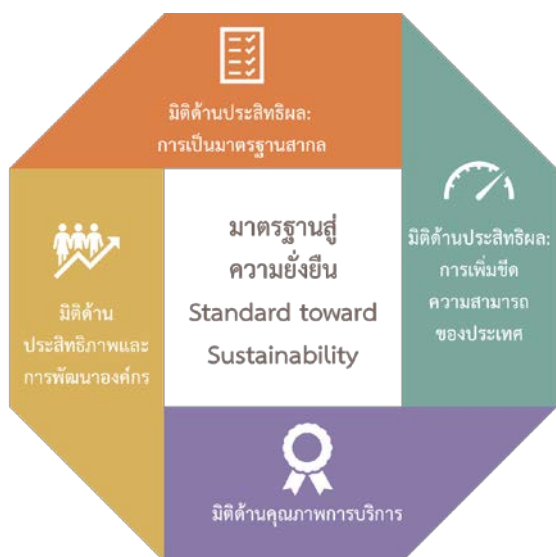 มิติด้านประสิทธิผล:
การเป็นมาตรฐานสากล
มิติด้านประสิทธิผล:
การเพิ่มขีด
ความสามารถ
ของประเทศ
มาตรฐานสู่
ความยั่งยืน
Standard toward
Sustainability
มิติด้าน
ประสิทธิภาพและ
การพัฒนาองค์กร
มิติด้านคุณภาพการบริการ